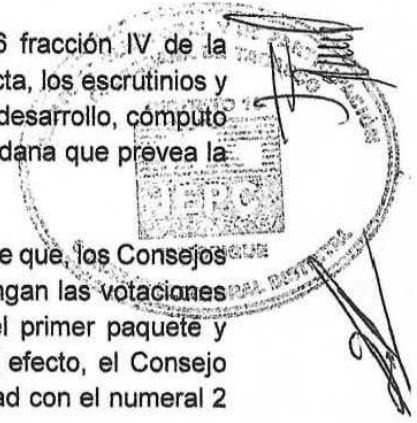 6 fracción IV de la
cta, los escrutinios y
desarrollo, cómputo
dana que prevea la
e que, los Consejos
ngan las votaciones
el primer paquete y
efecto, el Consejo
ad con el numeral 2
IEPC